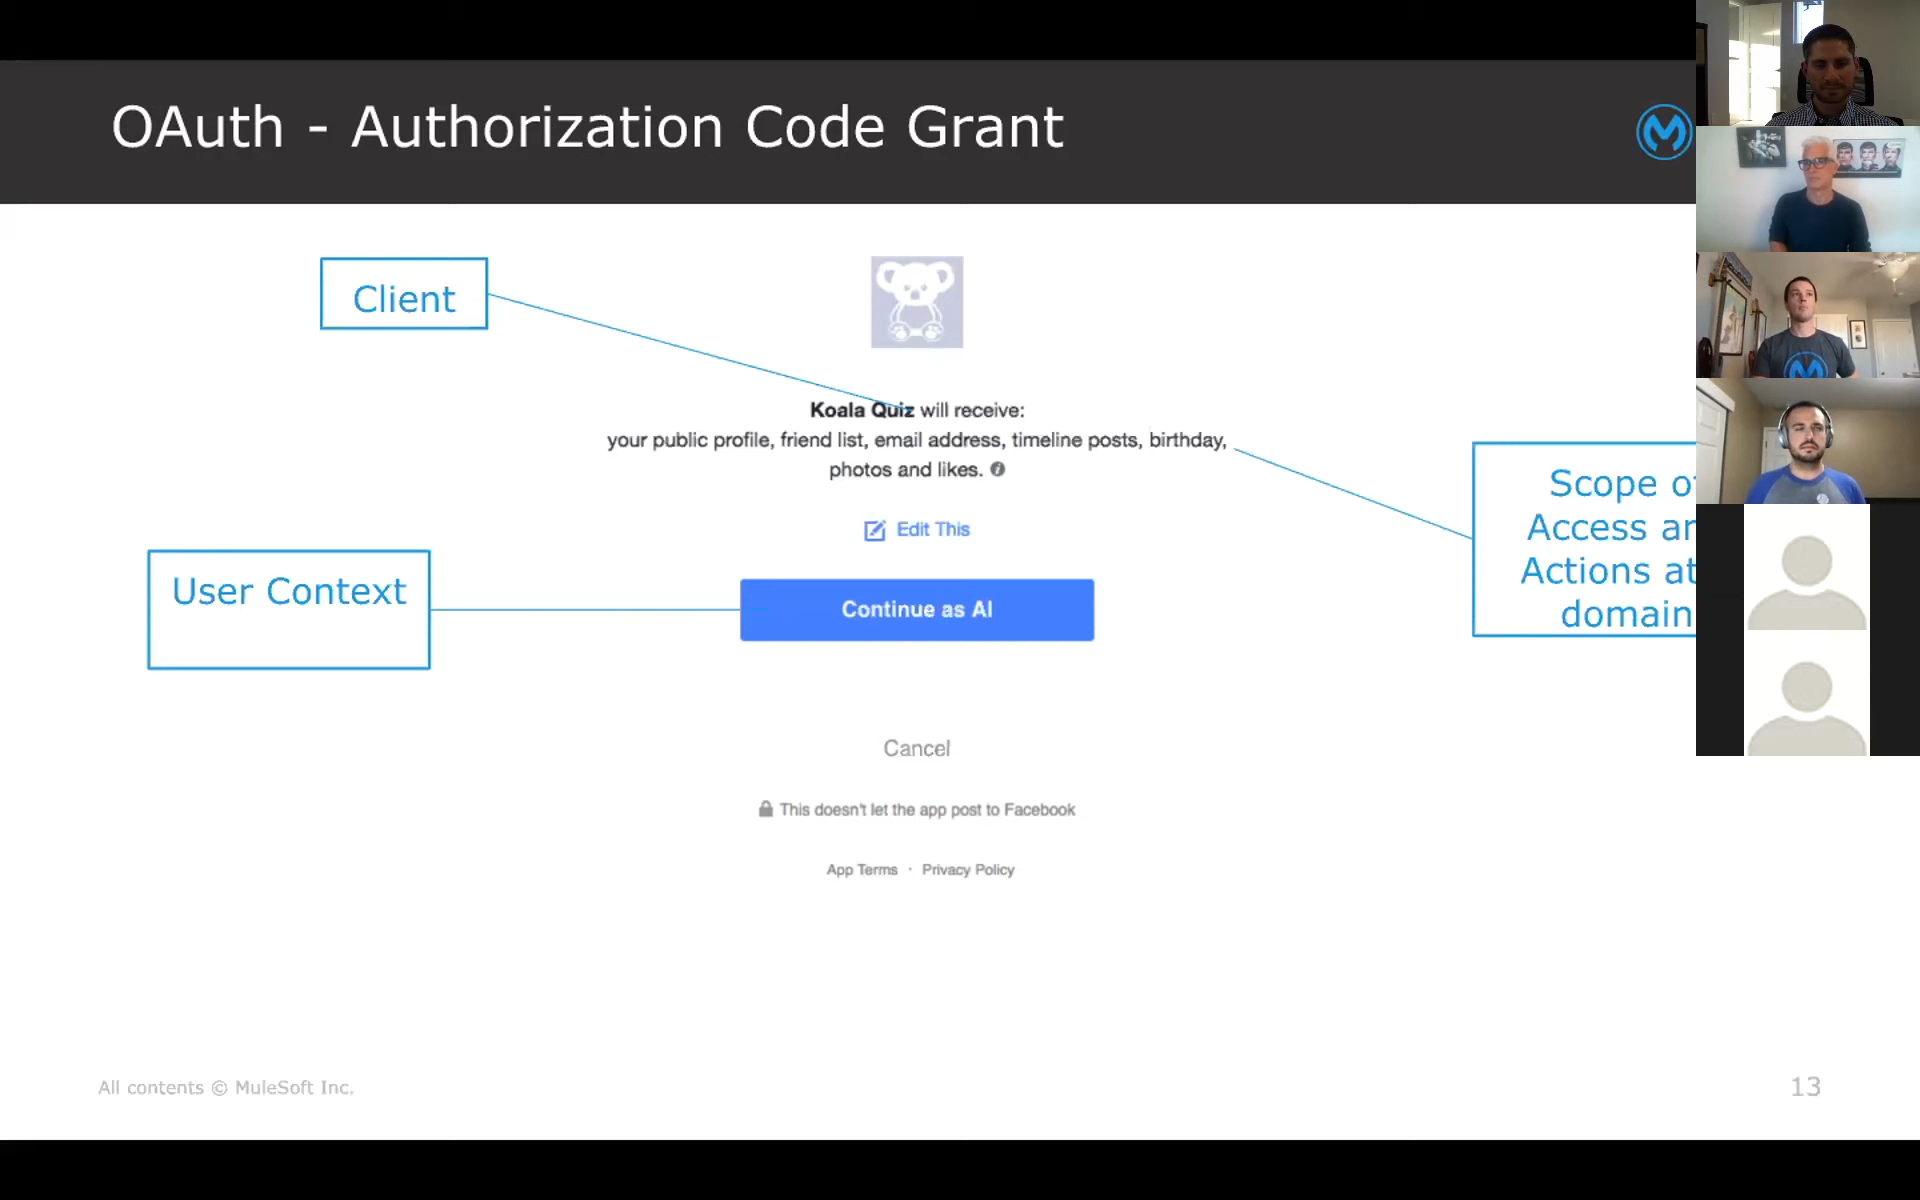 OAuth - Authorization Code Grant
Client
Koala Quiz will receive:
your public profile, friend list, email address, timeline posts, birthday,
photos and likes.
Edit This
Scope
Access
Actions at
domain
User Context
Continue as Al
Cancel
This doesn't let the app post to Facebook
App Terms · Privacy Policy
All contents © MuleSoft Inc.
13